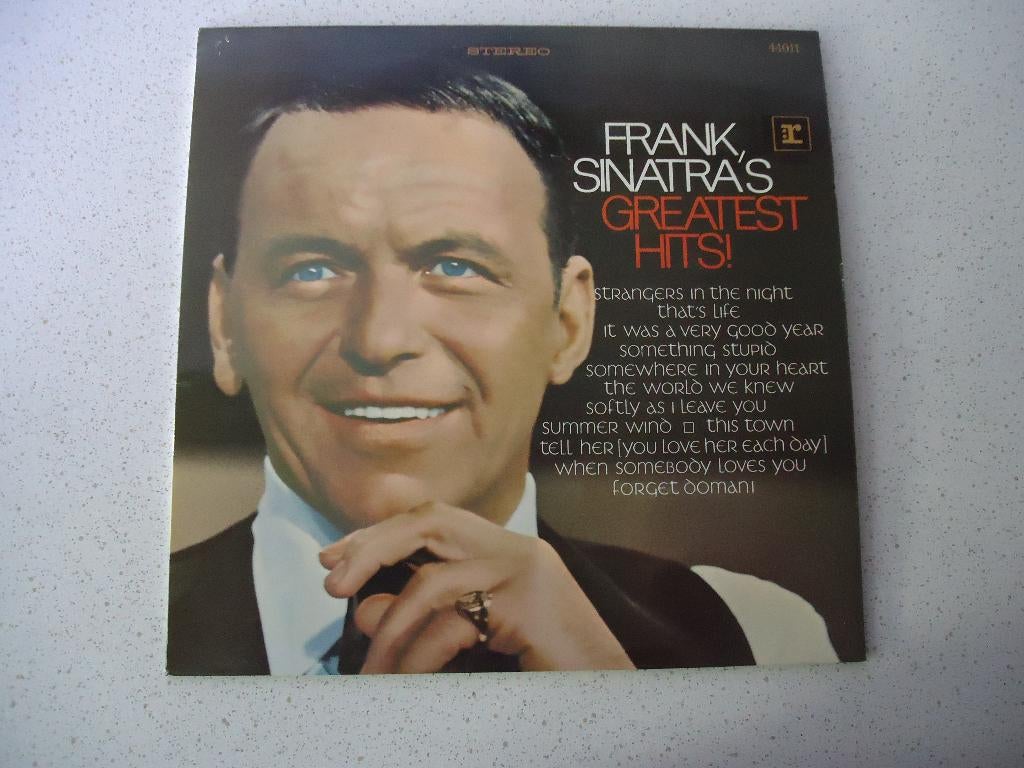 STEREO
44011
FRANK,
SINATRA'S
GREATEST
HITS!
r
strangers in the night
that's life
it was a very good year
something stupid
somewhere in your heart
the world we knew
softly as i leave you
summer wind □ this town
tell her [you love her each day]
when somebody loves you
forget domani